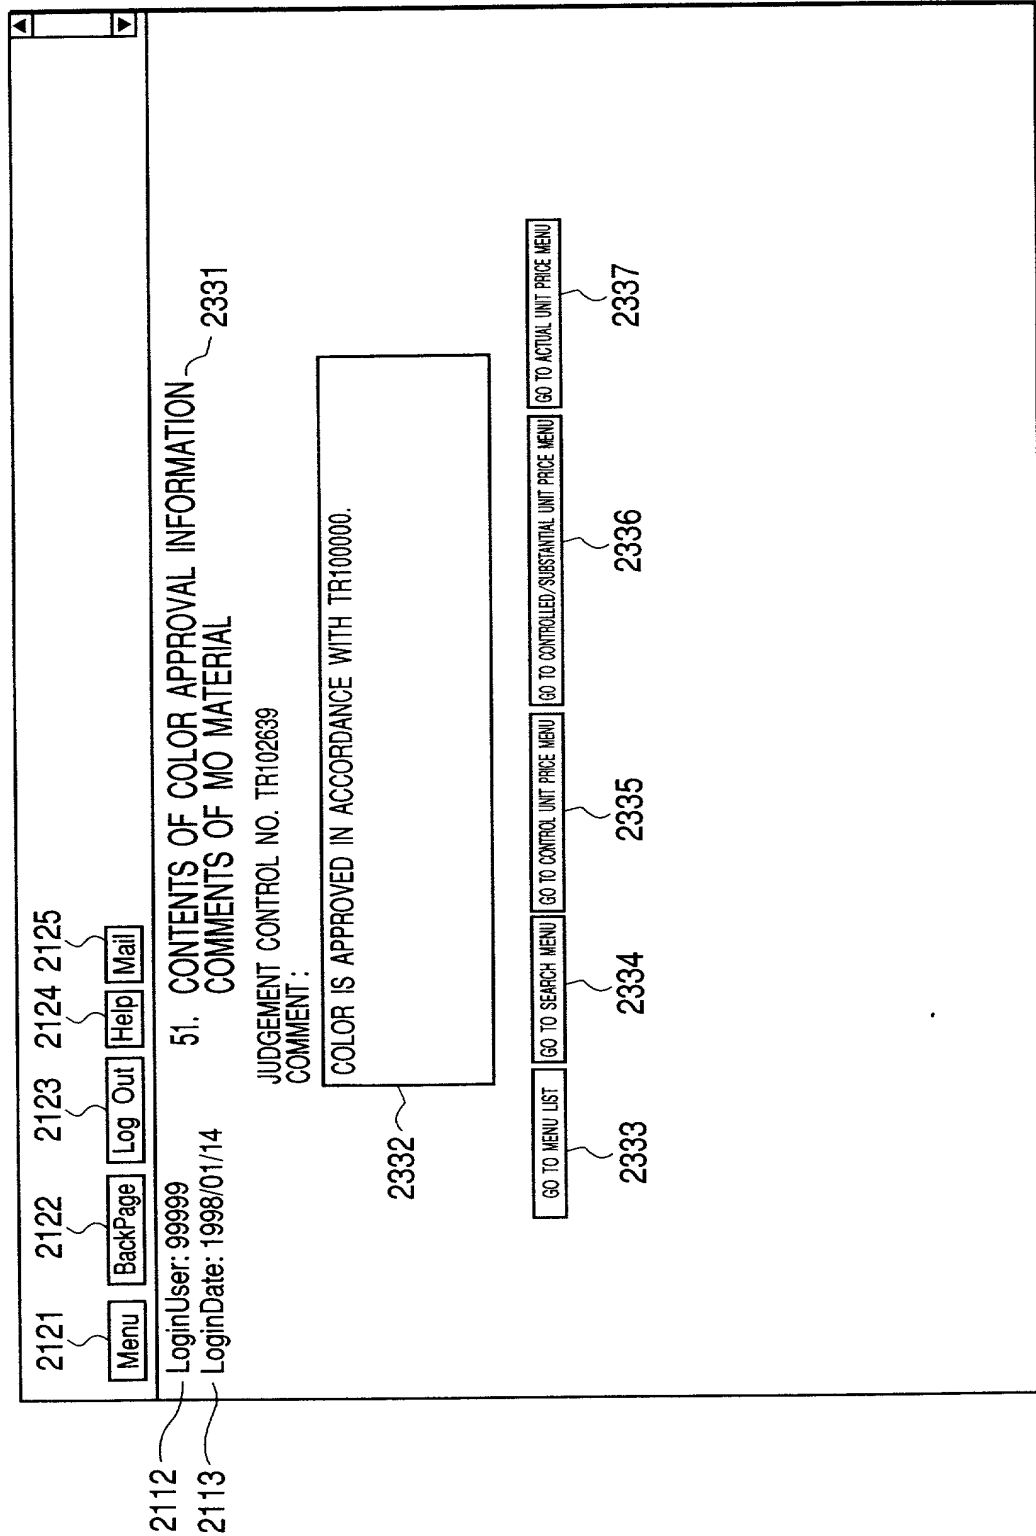 2121 2122 2123 2124 2125
Menu BackPage Log Out Help Mail
2112 LoginUser: 99999
2113 LoginDate: 1998/01/14
51. CONTENTS OF COLOR APPROVAL INFORMATION 2331
COMMENTS OF MO MATERIAL
JUDGEMENT CONTROL NO. TR102639
COMMENT:
COLOR IS APPROVED IN ACCORDANCE WITH TR100000.
2332
GO TO MENU LIST GO TO SEARCH MENU GO TO CONTROL UNIT PRICE MENU GO TO CONTROLLED/SUBSTANTIAL UNIT PRICE MENU GO TO ACTUAL UNIT PRICE MENU
2333 2334 2335 2336 2337